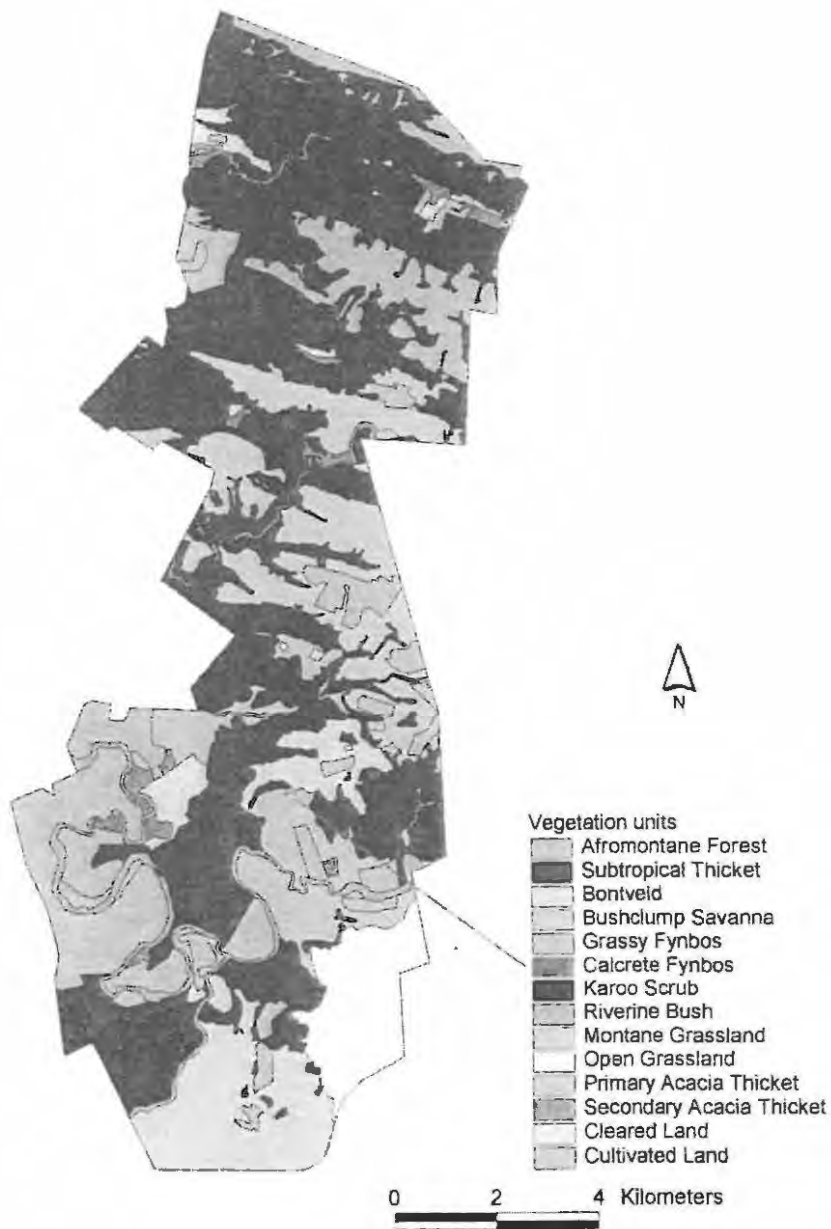 N
Vegetation units
Afromontane Forest
Subtropical Thicket
Bontveld
Bushclump Savanna
Grassy Fynbos
Calcrete Fynbos
Karoo Scrub
Riverine Bush
Montane Grassland
Open Grassland
Primary Acacia Thicket
Secondary Acacia Thicket
Cleared Land
Cultivated Land
0 2 4 Kilometers